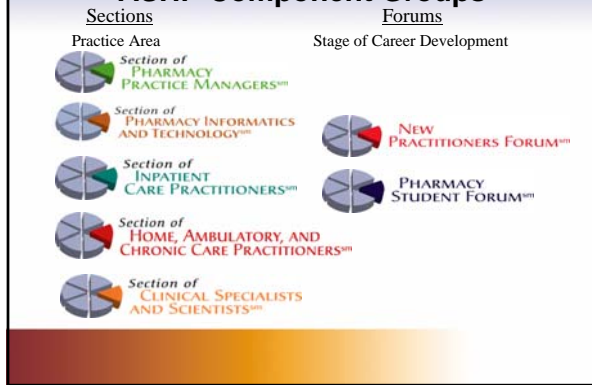 Component Groups
Sections
Practice Area
Section of
PHARMACY
PRACTICE MANAGERS℠
Section of
PHARMACY INFORMATICS
AND TECHNOLOGY℠
Section of
INPATIENT
CARE PRACTITIONERS℠
Section of
HOME, AMBULATORY, AND
CHRONIC CARE PRACTITIONERS℠
Section of
CLINICAL SPECIALISTS
AND SCIENTISTS℠
Forums
Stage of Career Development
NEW
PRACTITIONERS FORUM℠
PHARMACY
STUDENT FORUM℠